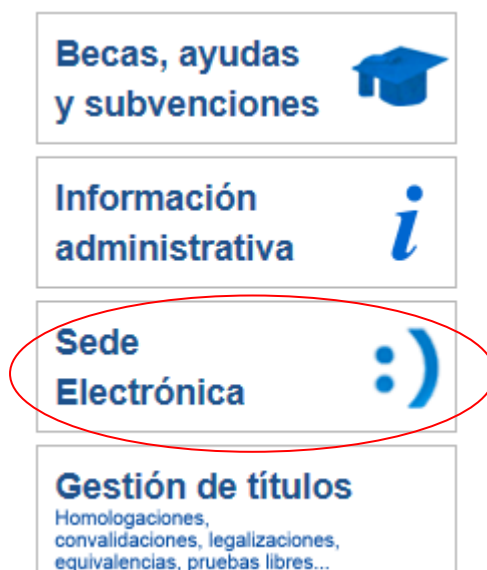 Becas, ayudas
y subvenciones
Información
administrativa
i
Sede
Electrónica
:)
Gestión de títulos
Homologaciones,
convalidaciones, legalizaciones,
equivalencias, pruebas libres...